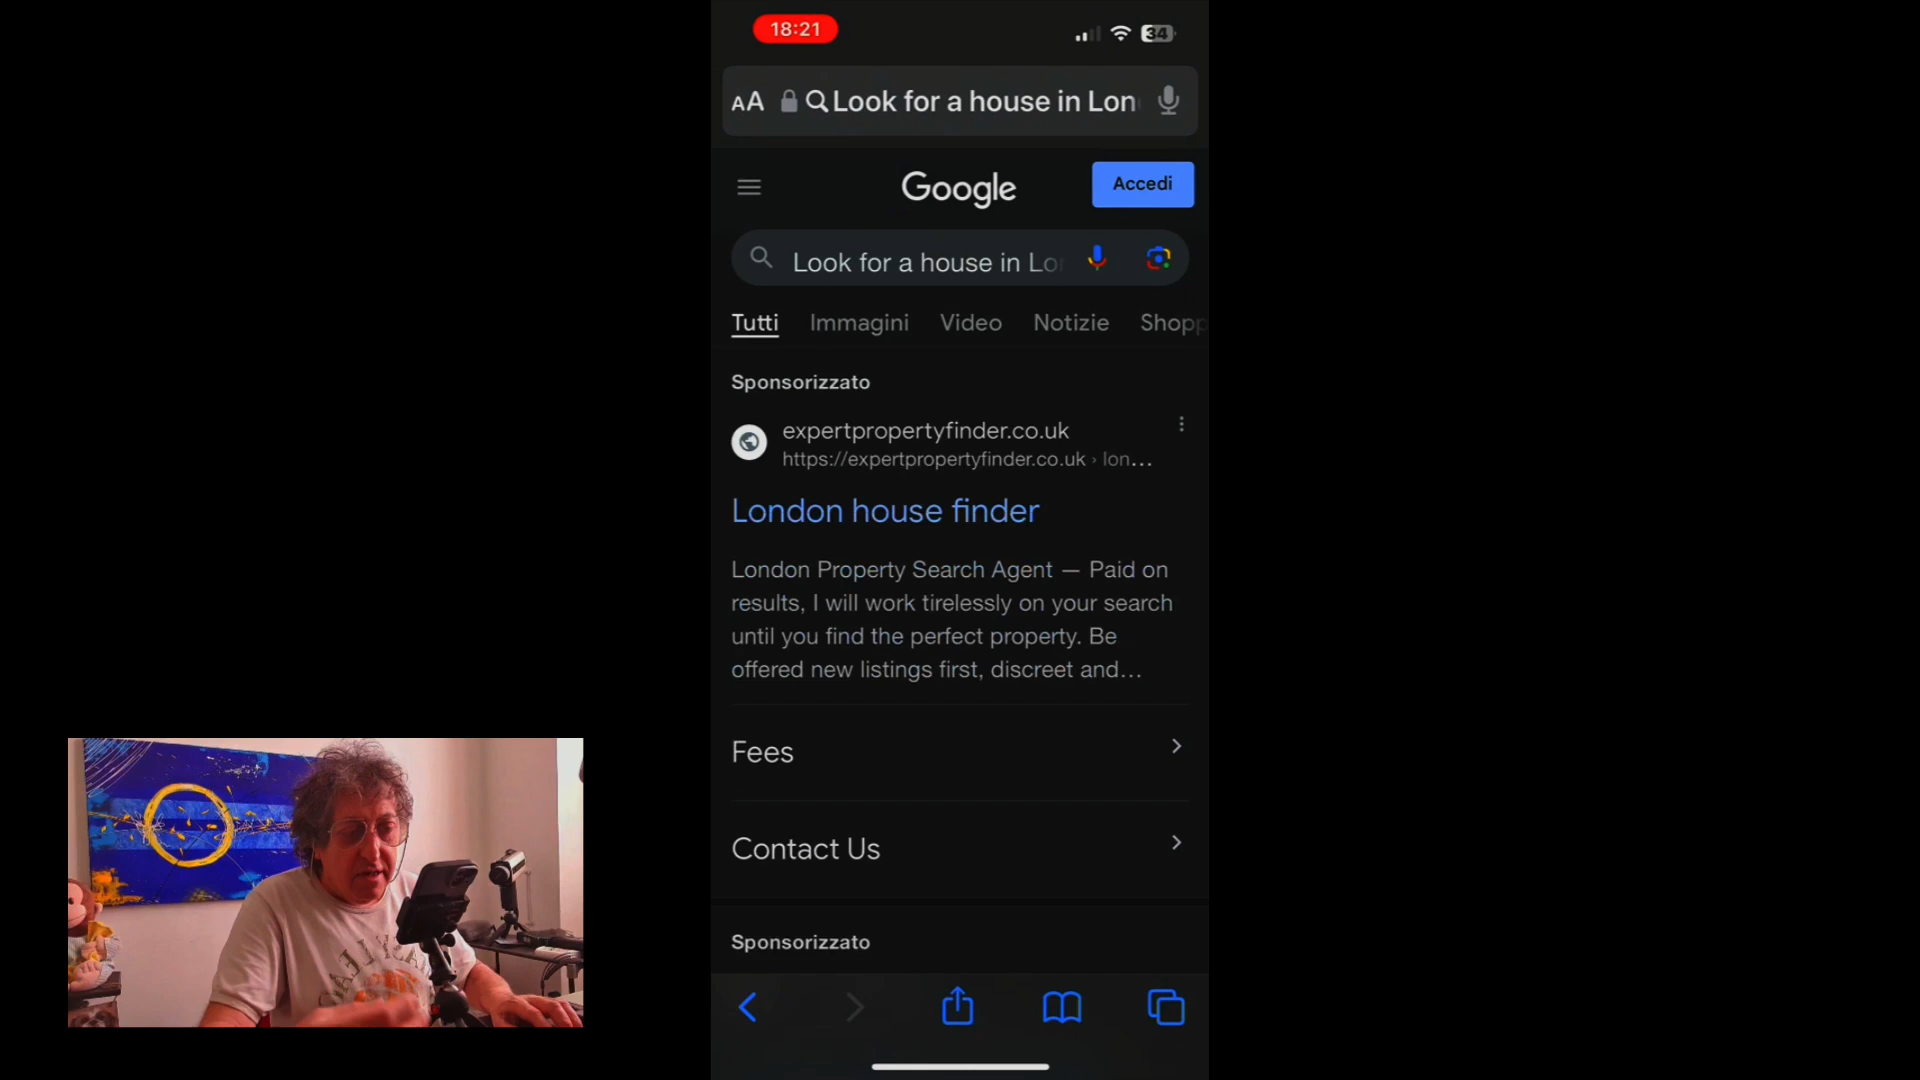 18:21
34
AA Look for a house in Lon
Google
Accedi
Look for a house in Lo
Tutti Immagini Video Notizie Shopp
Sponsorizzato
expertpropertyfinder.co.uk
https://expertpropertyfinder.co.uk › lon...
London house finder
London Property Search Agent — Paid on
results, I will work tirelessly on your search
until you find the perfect property. Be
offered new listings first, discreet and...
Fees
Contact Us
Sponsorizzato